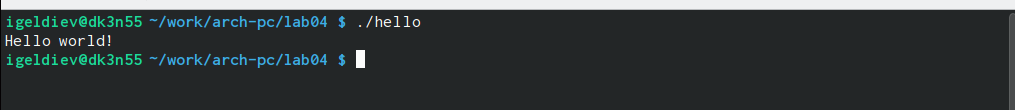 igeldiev@dk3n55 ~/work/arch-pc/lab04 $ ./hello
Hello world!
igeldiev@dk3n55 ~/work/arch-pc/lab04 $